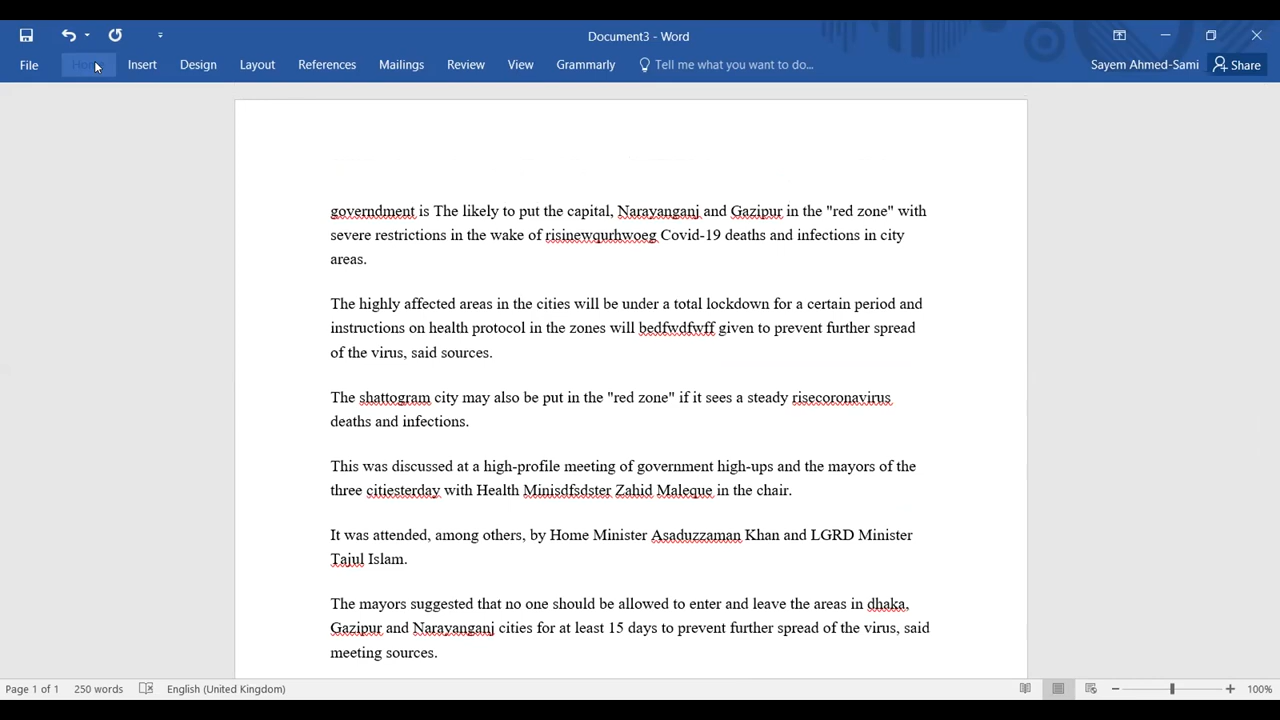 Document3 - Word
File Home Insert Design Layout References Mailings Review View Grammarly Tell me what you want to do... Sayem Ahmed-Sami Share
governdment is The likely to put the capital, Narayanganj and Gazipur in the "red zone" with
severe restrictions in the wake of risinewqurhwoeg Covid-19 deaths and infections in city
areas.
The highly affected areas in the cities will be under a total lockdown for a certain period and
instructions on health protocol in the zones will bedfwdfwff given to prevent further spread
of the virus, said sources.
The shattogram city may also be put in the "red zone" if it sees a steady risecoronavirus
deaths and infections.
This was discussed at a high-profile meeting of government high-ups and the mayors of the
three citiesterday with Health Minisdfsdster Zahid Maleque in the chair.
It was attended, among others, by Home Minister Asaduzzaman Khan and LGRD Minister
Tajul Islam.
The mayors suggested that no one should be allowed to enter and leave the areas in dhaka,
Gazipur and Narayanganj cities for at least 15 days to prevent further spread of the virus, said
meeting sources.
Page 1 of 1 250 words English (United Kingdom) 100%